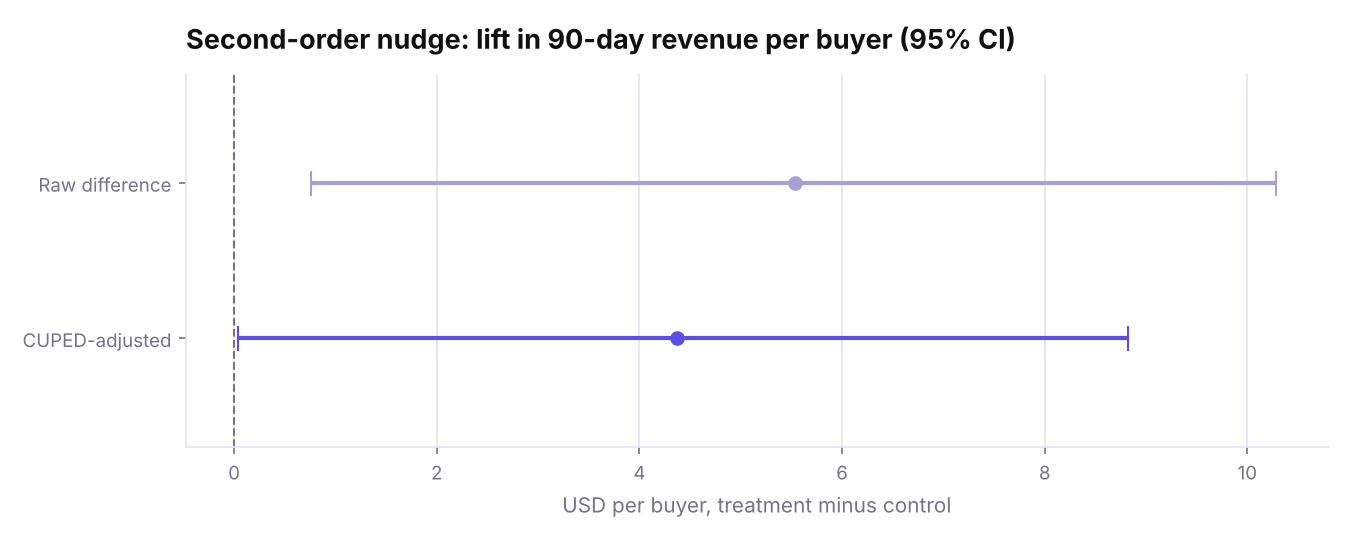 Second-order nudge: lift in 90-day revenue per buyer (95% CI)
Raw difference
CUPED-adjusted
0 2 4 6 8 10
USD per buyer, treatment minus control